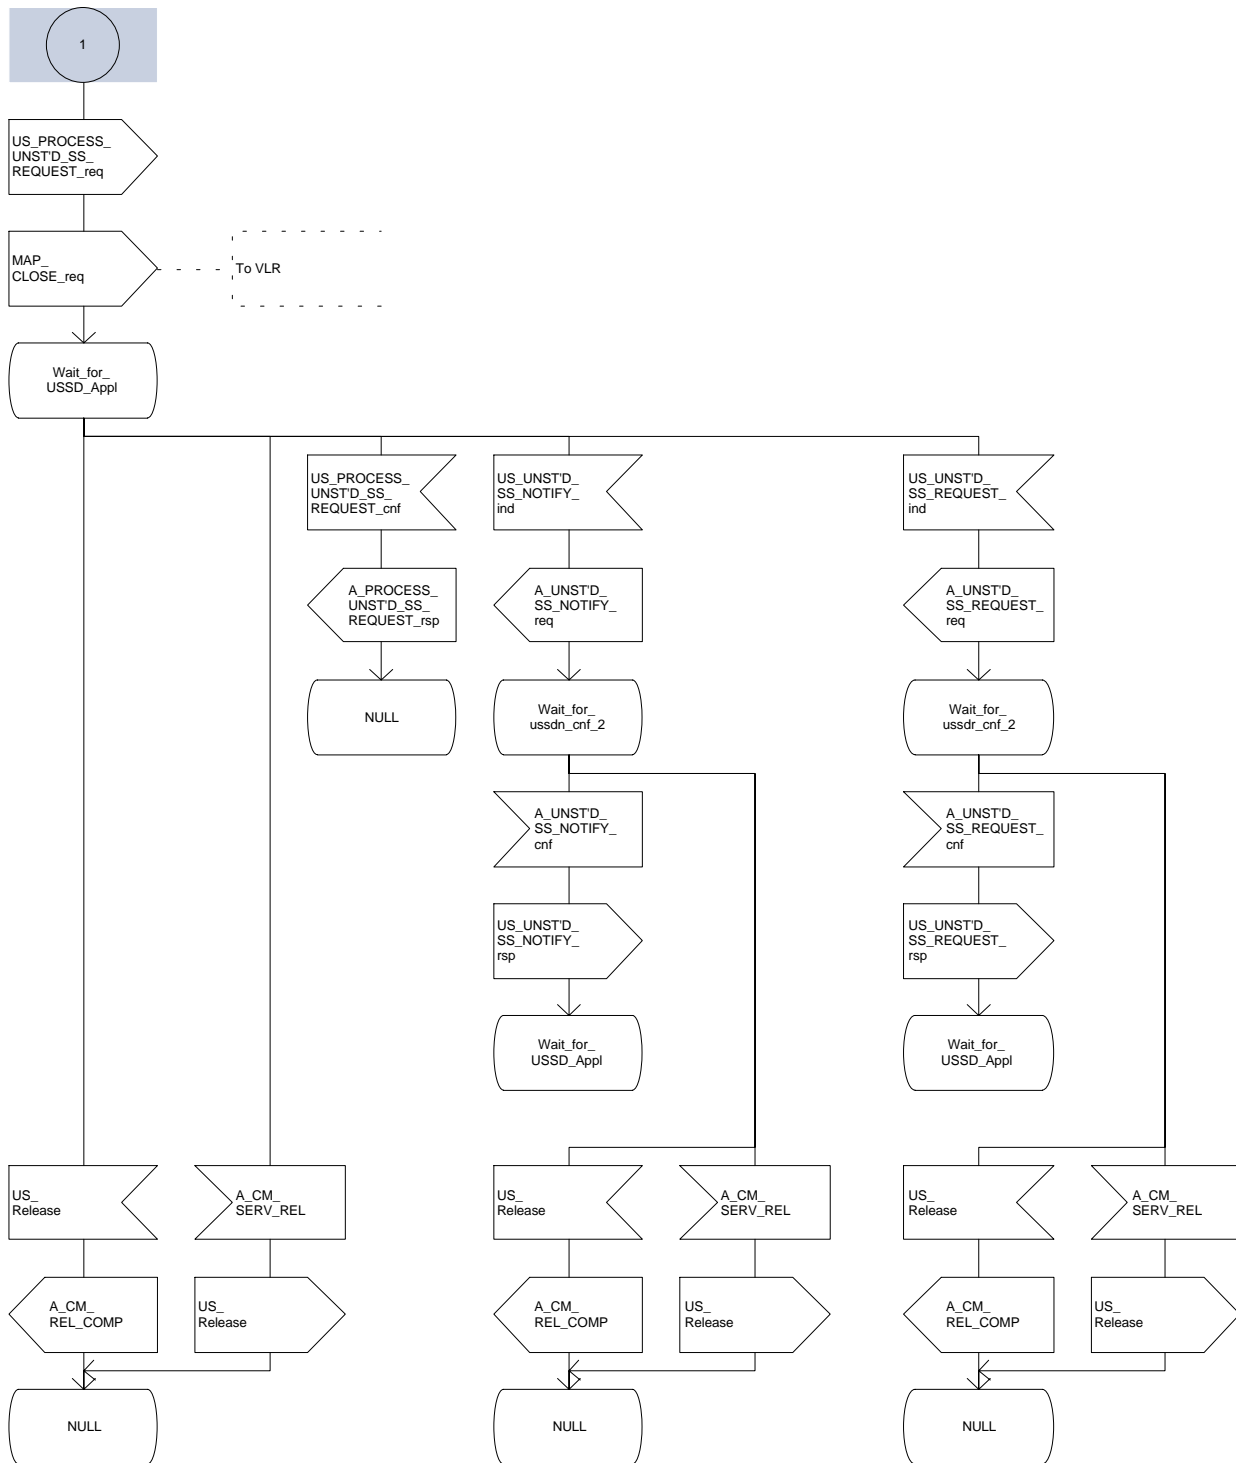 1
US_PROCESS_
UNST'D_SS_
REQUEST_req
MAP_
CLOSE_req
To VLR
Wait_for_
USSD_Appl
US_PROCESS_
UNST'D_SS_
REQUEST_cnf
US_UNST'D_
SS_NOTIFY_
ind
US_UNST'D_
SS_REQUEST_
ind
A_PROCESS_
UNST'D_SS_
REQUEST_rsp
A_UNST'D_
SS_NOTIFY_
req
A_UNST'D_
SS_REQUEST_
req
NULL
Wait_for_
ussdn_cnf_2
Wait_for_
ussdr_cnf_2
A_UNST'D_
SS_NOTIFY_
cnf
A_UNST'D_
SS_REQUEST_
cnf
US_UNST'D_
SS_NOTIFY_
rsp
US_UNST'D_
SS_REQUEST_
rsp
Wait_for_
USSD_Appl
Wait_for_
USSD_Appl
US_
Release
A_CM_
SERV_REL
US_
Release
A_CM_
SERV_REL
US_
Release
A_CM_
SERV_REL
A_CM_
REL_COMP
US_
Release
A_CM_
REL_COMP
US_
Release
A_CM_
REL_COMP
US_
Release
NULL
NULL
NULL